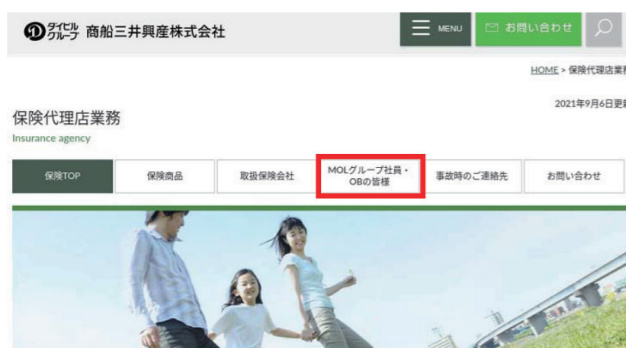 ダイビル
グループ 商船三井興産株式会社
MENU
お問い合わせ
HOME > 保険代理店業務
2021年9月6日更
保険代理店業務
Insurance agency
保険TOP
保険商品
取扱保険会社
MOLグループ社員・
OBの皆様
事故時のご連絡先
お問い合わせ